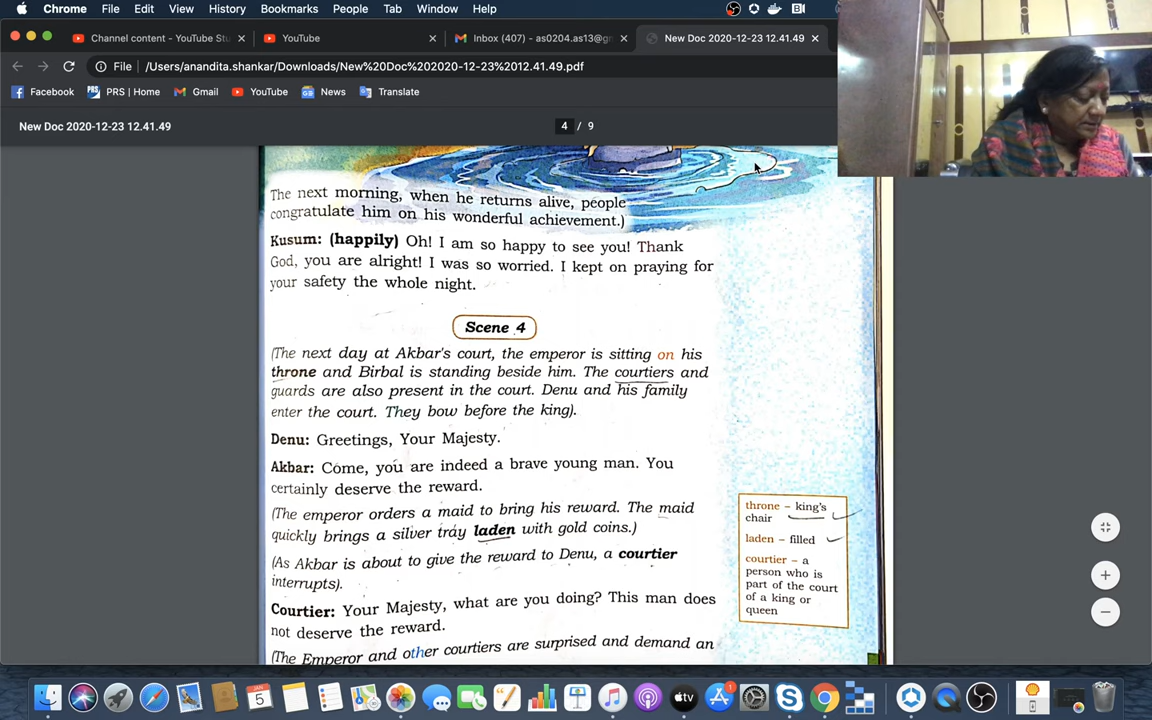 Chrome File Edit View History Bookmarks People Tab Window Help
Channel content - YouTube Stu
YouTube
Inbox (407) - as0204.as13@gm
New Doc 2020-12-23 12.41.49
File /Users/anandita.shankar/Downloads/New%20Doc%202020-12-23%2012.41.49.pdf
Facebook PRS | Home Gmail YouTube News Translate
New Doc 2020-12-23 12.41.49
4 / 9
The next morning, when he returns alive, people
congratulate him on his wonderful achievement.)
Kusum: (happily) Oh! I am so happy to see you! Thank
God, you are alright! I was so worried. I kept on praying for
your safety the whole night.
Scene 4
(The next day at Akbar's court, the emperor is sitting on his
throne and Birbal is standing beside him. The courtiers and
guards are also present in the court. Denu and his family
enter the court. They bow before the king).
Denu: Greetings, Your Majesty.
Akbar: Come, you are indeed a brave young man. You
certainly deserve the reward.
(The emperor orders a maid to bring his reward. The maid
quickly brings a silver tray laden with gold coins.)
(As Akbar is about to give the reward to Denu, a courtier
interrupts).
Courtier: Your Majesty, what are you doing? This man does
not deserve the reward.
(The Emperor and other courtiers are surprised and demand an
throne – king's
chair
laden – filled
courtier – a
person who is
part of the court
of a king or
queen
JAN
5
1
tv